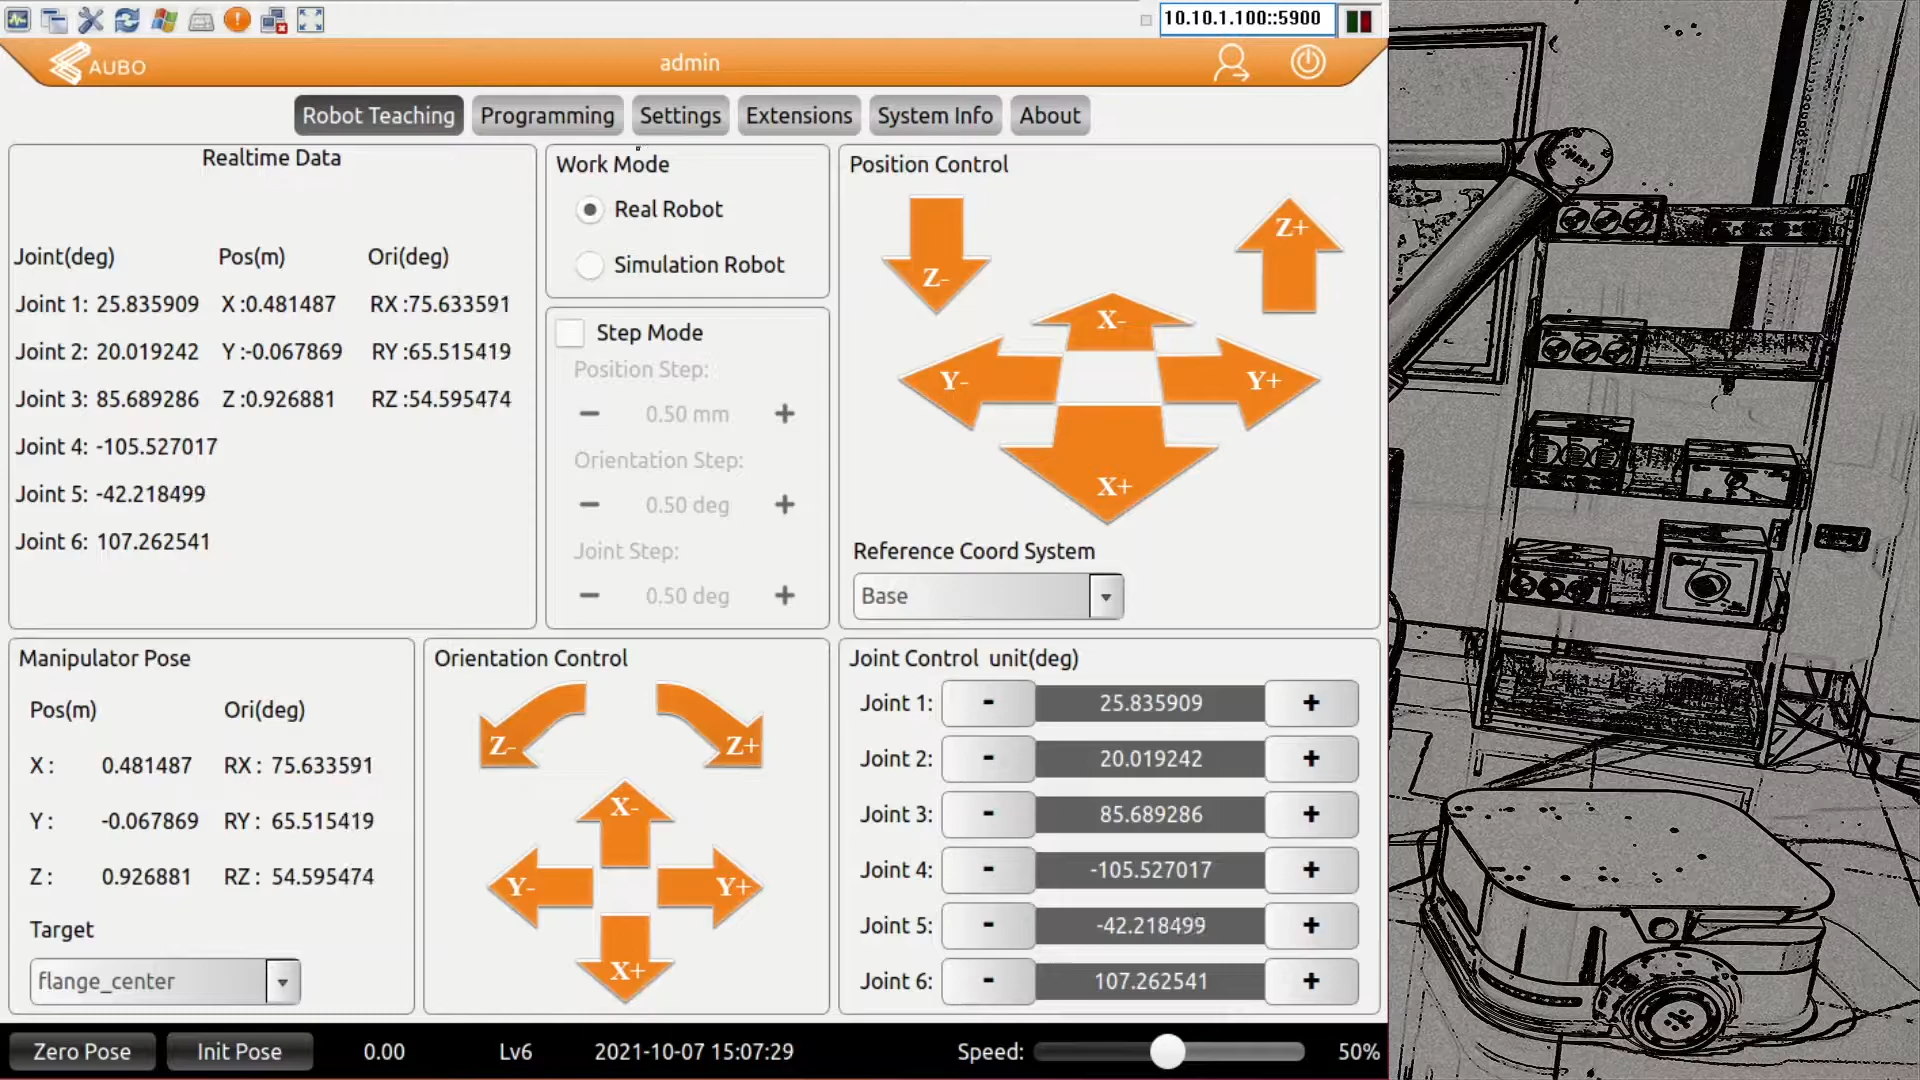 10.10.1.100::5900
AUBO
admin
Robot Teaching
Programming
Settings
Extensions
System Info
About
Realtime Data
Joint(deg) Pos(m) Ori(deg)
Joint 1: 25.835909 X :0.481487 RX :75.633591
Joint 2: 20.019242 Y :-0.067869 RY :65.515419
Joint 3: 85.689286 Z :0.926881 RZ :54.595474
Joint 4: -105.527017
Joint 5: -42.218499
Joint 6: 107.262541
Work Mode
Real Robot
Simulation Robot
Step Mode
Position Step:
− 0.50 mm +
Orientation Step:
− 0.50 deg +
Joint Step:
− 0.50 deg +
Position Control
Z-
Z+
X-
Y-
Y+
X+
Reference Coord System
Base
Manipulator Pose
Pos(m) Ori(deg)
X : 0.481487 RX : 75.633591
Y : -0.067869 RY : 65.515419
Z : 0.926881 RZ : 54.595474
Target
flange_center
Orientation Control
Z-
Z+
X-
Y-
Y+
X+
Joint Control unit(deg)
Joint 1: - 25.835909 +
Joint 2: - 20.019242 +
Joint 3: - 85.689286 +
Joint 4: - -105.527017 +
Joint 5: - -42.218499 +
Joint 6: - 107.262541 +
Zero Pose
Init Pose
0.00
Lv6
2021-10-07 15:07:29
Speed:
50%